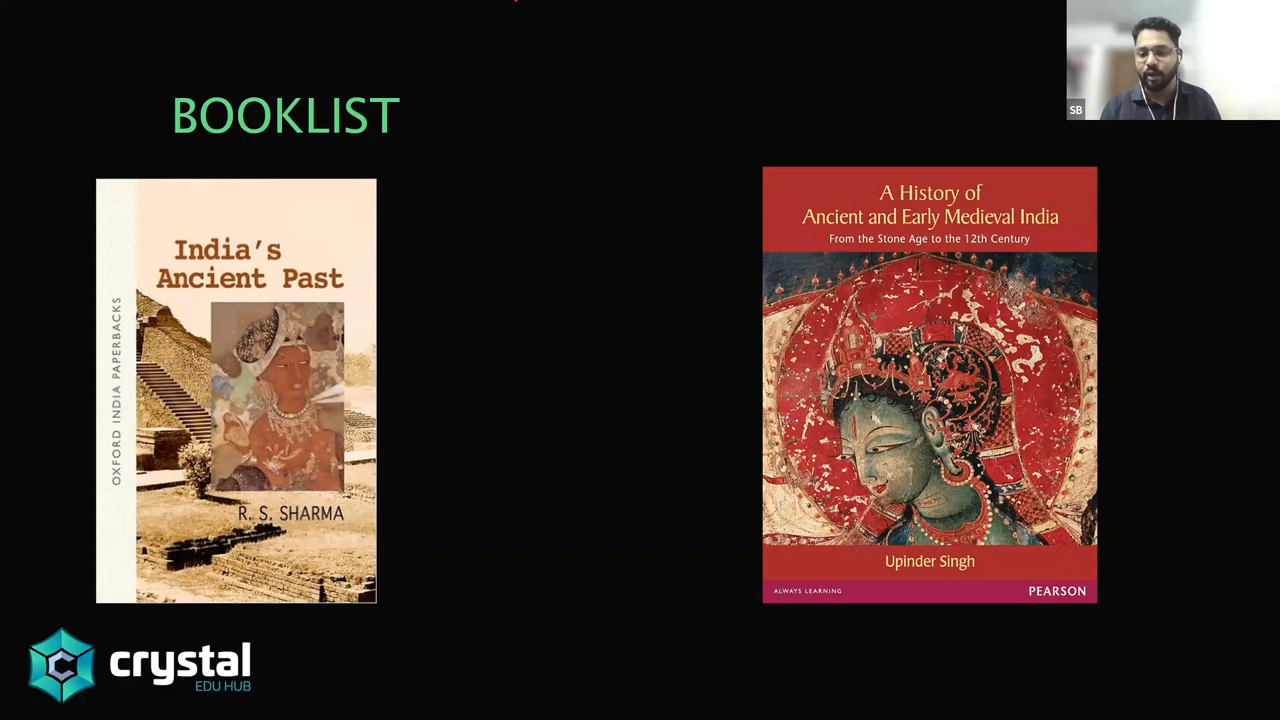 SB
BOOKLIST
OXFORD INDIA PAPERBACKS
India's
Ancient Past
R. S. SHARMA
A History of
Ancient and Early Medieval India
From the Stone Age to the 12th Century
Upinder Singh
ALWAYS LEARNING
PEARSON
crystal
EDU HUB